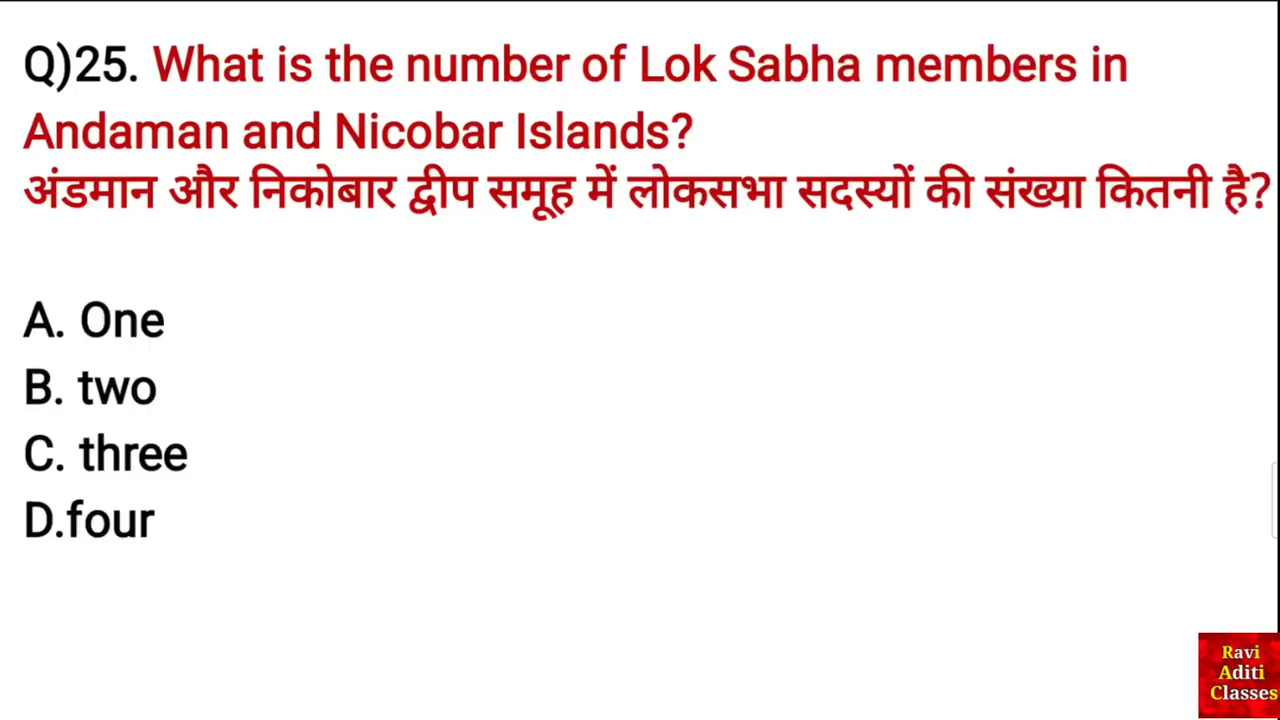 Q)25. What is the number of Lok Sabha members in
Andaman and Nicobar Islands?
अंडमान और निकोबार द्वीप समूह में लोकसभा सदस्यों की संख्या कितनी है?
A. One
B. two
C. three
D.four
Ravi
Aditi
Classes